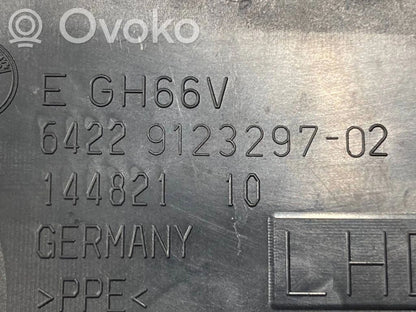 Ovoko
E GH66V
6422 9123297-02
144821 10
GERMANY
LHD
>PPE<